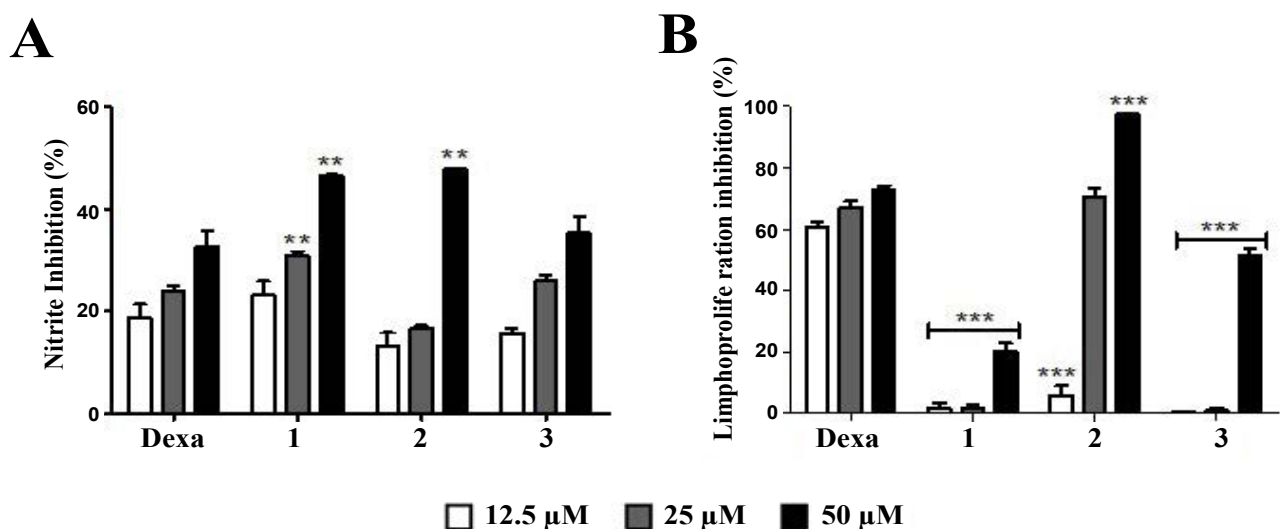 A
Nitrite Inhibition (%)
60
40
20
0
**
**
**
Dexa 1 2 3
B
Limphoprolife ration inhibition (%)
100
80
60
40
20
0
***
***
***
***
Dexa 1 2 3
12.5 µM 25 µM 50 µM